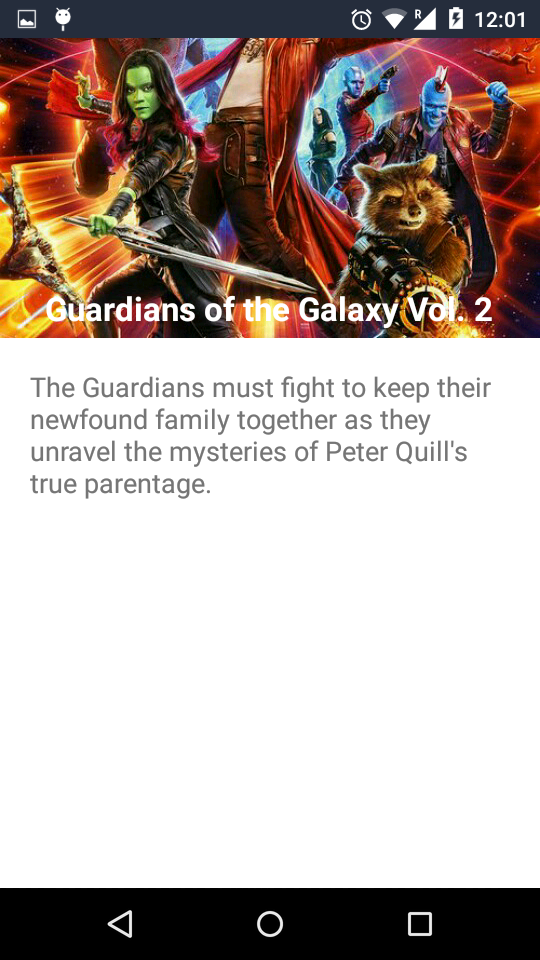 R 12:01
Guardians of the Galaxy Vol. 2
The Guardians must fight to keep their
newfound family together as they
unravel the mysteries of Peter Quill's
true parentage.